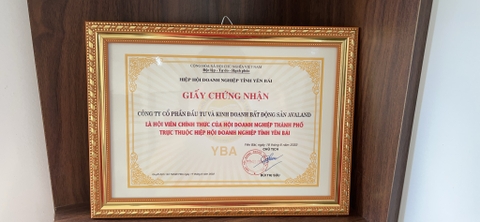 CỘNG HÒA XÃ HỘI CHỦ NGHĨA VIỆT NAM
Độc lập - Tự do - Hạnh phúc
HIỆP HỘI DOANH NGHIỆP TỈNH YÊN BÁI
GIẤY CHỨNG NHẬN
CÔNG TY CỔ PHẦN ĐẦU TƯ VÀ KINH DOANH BẤT ĐỘNG SẢN AVALAND
LÀ HỘI VIÊN CHÍNH THỨC CỦA HỘI DOANH NGHIỆP THÀNH PHỐ
TRỰC THUỘC HIỆP HỘI DOANH NGHIỆP TỈNH YÊN BÁI
CHỦ TỊCH
YBA